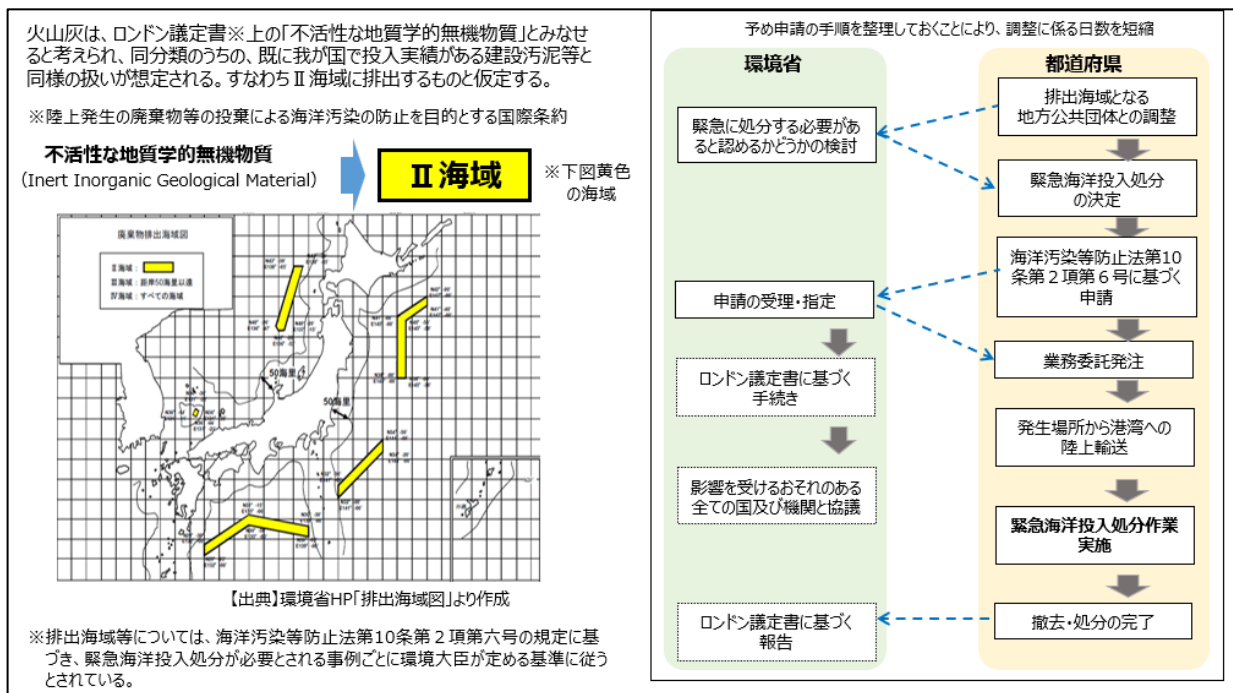 火山灰は、ロンドン議定書※上の「不活性な地質学的無機物質」とみなせ
ると考えられ、同分類のうちの、既に我が国で投入実績がある建設汚泥等と
同様の扱いが想定される。すなわちⅡ海域に排出するものと仮定する。
※陸上発生の廃棄物等の投棄による海洋汚染の防止を目的とする国際条約
不活性な地質学的無機物質
（Inert Inorganic Geological Material）
Ⅱ海域
※下図黄色
の海域
廃棄物排出海域図
Ⅱ海域：
Ⅲ海域：距岸50海里以遠
Ⅳ海域：すべての海域
50海里
50海里
【出典】環境省HP「排出海域図」より作成
※排出海域等については、海洋汚染等防止法第10条第２項第六号の規定に基
づき、緊急海洋投入処分が必要とされる事例ごとに環境大臣が定める基準に従う
とされている。
予め申請の手順を整理しておくことにより、調整に係る日数を短縮
環境省
緊急に処分する必要があ
ると認めるかどうかの検討
申請の受理・指定
ロンドン議定書に基づく
手続き
影響を受けるおそれのある
全ての国及び機関と協議
ロンドン議定書に基づく
報告
都道府県
排出海域となる
地方公共団体との調整
緊急海洋投入処分
の決定
海洋汚染等防止法第10
条第２項第６号に基づく
申請
業務委託発注
発生場所から港湾への
陸上輸送
緊急海洋投入処分作業
実施
撤去・処分の完了